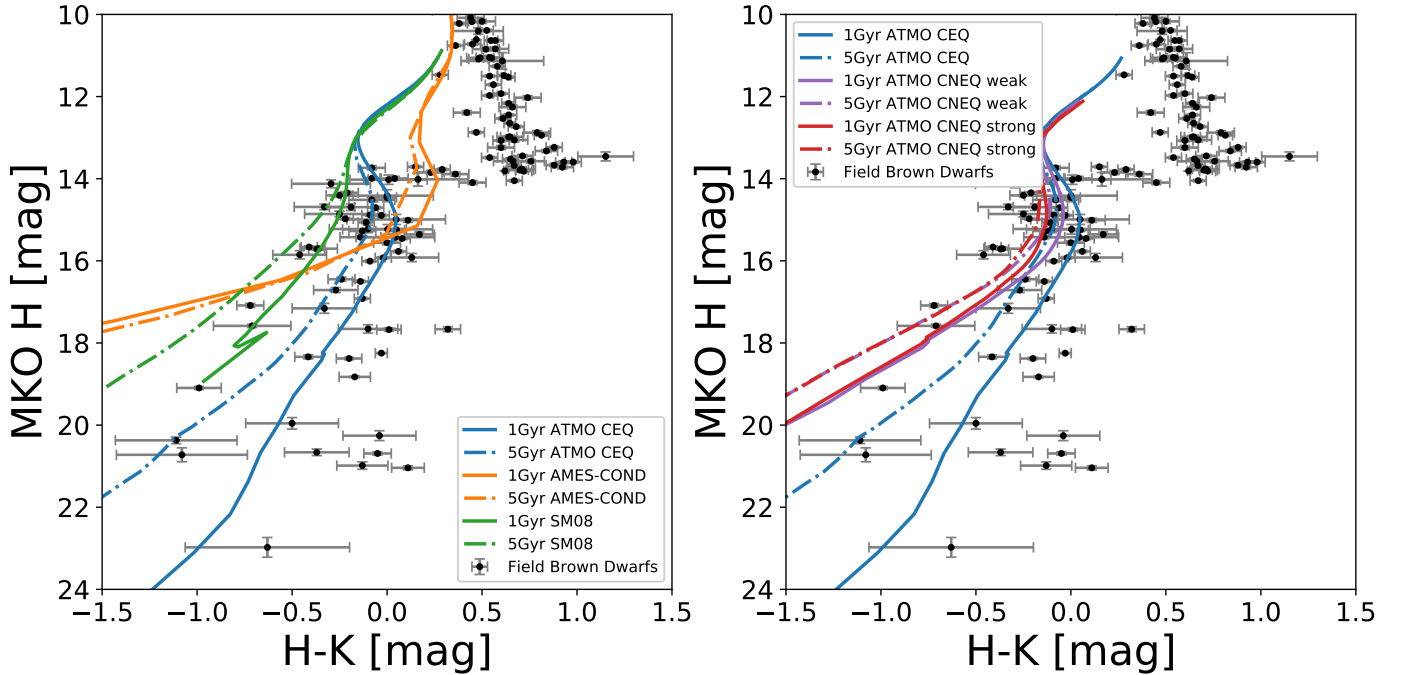 10
12
14
16
18
20
22
24
MKO H [mag]
−1.5 −1.0 −0.5 0.0 0.5 1.0 1.5
H-K [mag]
1Gyr ATMO CEQ
5Gyr ATMO CEQ
1Gyr AMES-COND
5Gyr AMES-COND
1Gyr SM08
5Gyr SM08
Field Brown Dwarfs
10
12
14
16
18
20
22
24
MKO H [mag]
−1.5 −1.0 −0.5 0.0 0.5 1.0 1.5
H-K [mag]
1Gyr ATMO CEQ
5Gyr ATMO CEQ
1Gyr ATMO CNEQ weak
5Gyr ATMO CNEQ weak
1Gyr ATMO CNEQ strong
5Gyr ATMO CNEQ strong
Field Brown Dwarfs